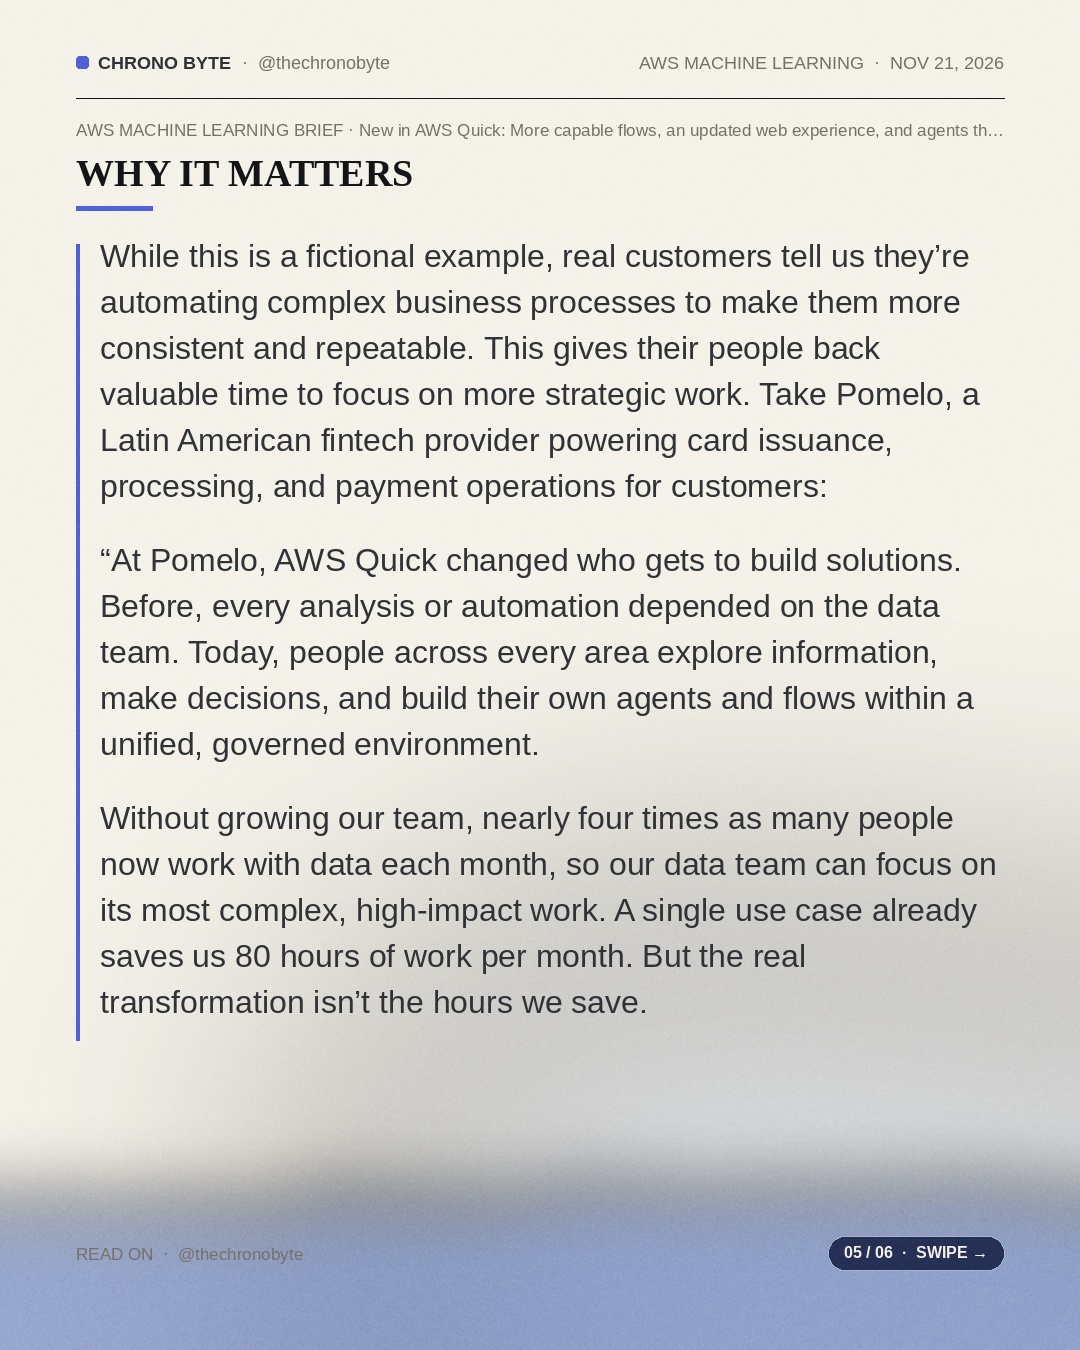 CHRONO BYTE · @thechronobyte
AWS MACHINE LEARNING · NOV 21, 2026
AWS MACHINE LEARNING BRIEF · New in AWS Quick: More capable flows, an updated web experience, and agents th…
WHY IT MATTERS
While this is a fictional example, real customers tell us they’re
automating complex business processes to make them more
consistent and repeatable. This gives their people back
valuable time to focus on more strategic work. Take Pomelo, a
Latin American fintech provider powering card issuance,
processing, and payment operations for customers:
“At Pomelo, AWS Quick changed who gets to build solutions.
Before, every analysis or automation depended on the data
team. Today, people across every area explore information,
make decisions, and build their own agents and flows within a
unified, governed environment.
Without growing our team, nearly four times as many people
now work with data each month, so our data team can focus on
its most complex, high-impact work. A single use case already
saves us 80 hours of work per month. But the real
transformation isn’t the hours we save.
READ ON · @thechronobyte
05 / 06 · SWIPE →